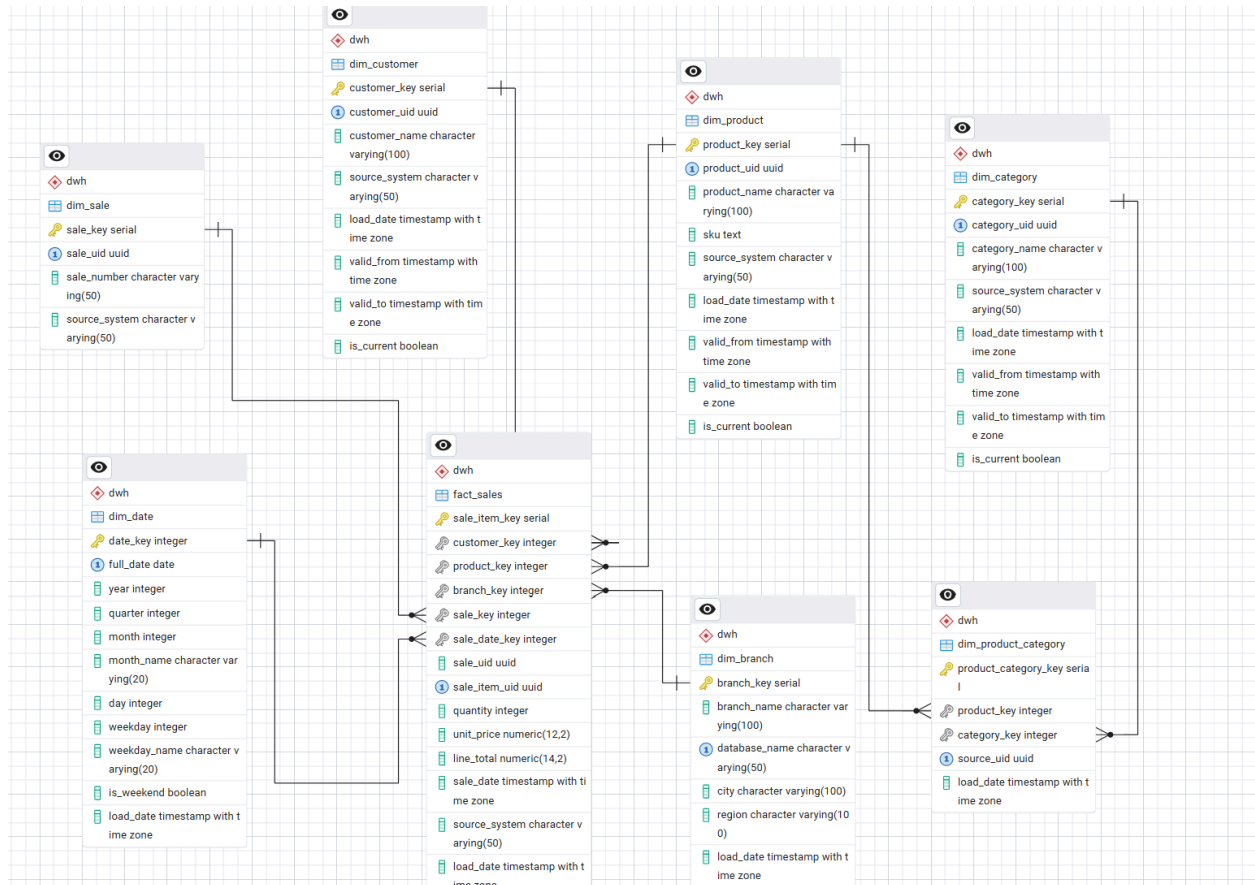 dwh
dim_customer
customer_key serial
customer_uid uuid
customer_name character
varying(100)
source_system character v
arying(50)
load_date timestamp with t
ime zone
valid_from timestamp with
time zone
valid_to timestamp with tim
e zone
is_current boolean
dwh
dim_product
product_key serial
product_uid uuid
product_name character va
rying(100)
sku text
source_system character v
arying(50)
load_date timestamp with t
ime zone
valid_from timestamp with
time zone
valid_to timestamp with tim
e zone
is_current boolean
dwh
dim_category
category_key serial
category_uid uuid
category_name character v
arying(100)
source_system character v
arying(50)
load_date timestamp with t
ime zone
valid_from timestamp with
time zone
valid_to timestamp with tim
e zone
is_current boolean
dwh
dim_sale
sale_key serial
sale_uid uuid
sale_number character vary
ing(50)
source_system character v
arying(50)
dwh
dim_date
date_key integer
full_date date
year integer
quarter integer
month integer
month_name character var
ying(20)
day integer
weekday integer
weekday_name character v
arying(20)
is_weekend boolean
load_date timestamp with t
ime zone
dwh
fact_sales
sale_item_key serial
customer_key integer
product_key integer
branch_key integer
sale_key integer
sale_date_key integer
sale_uid uuid
sale_item_uid uuid
quantity integer
unit_price numeric(12,2)
line_total numeric(14,2)
sale_date timestamp with ti
me zone
source_system character v
arying(50)
load_date timestamp with t
ime zone
dwh
dim_branch
branch_key serial
branch_name character var
ying(100)
database_name character v
arying(50)
city character varying(100)
region character varying(10
0)
load_date timestamp with t
ime zone
dwh
dim_product_category
product_category_key seria
l
product_key integer
category_key integer
source_uid uuid
load_date timestamp with t
ime zone